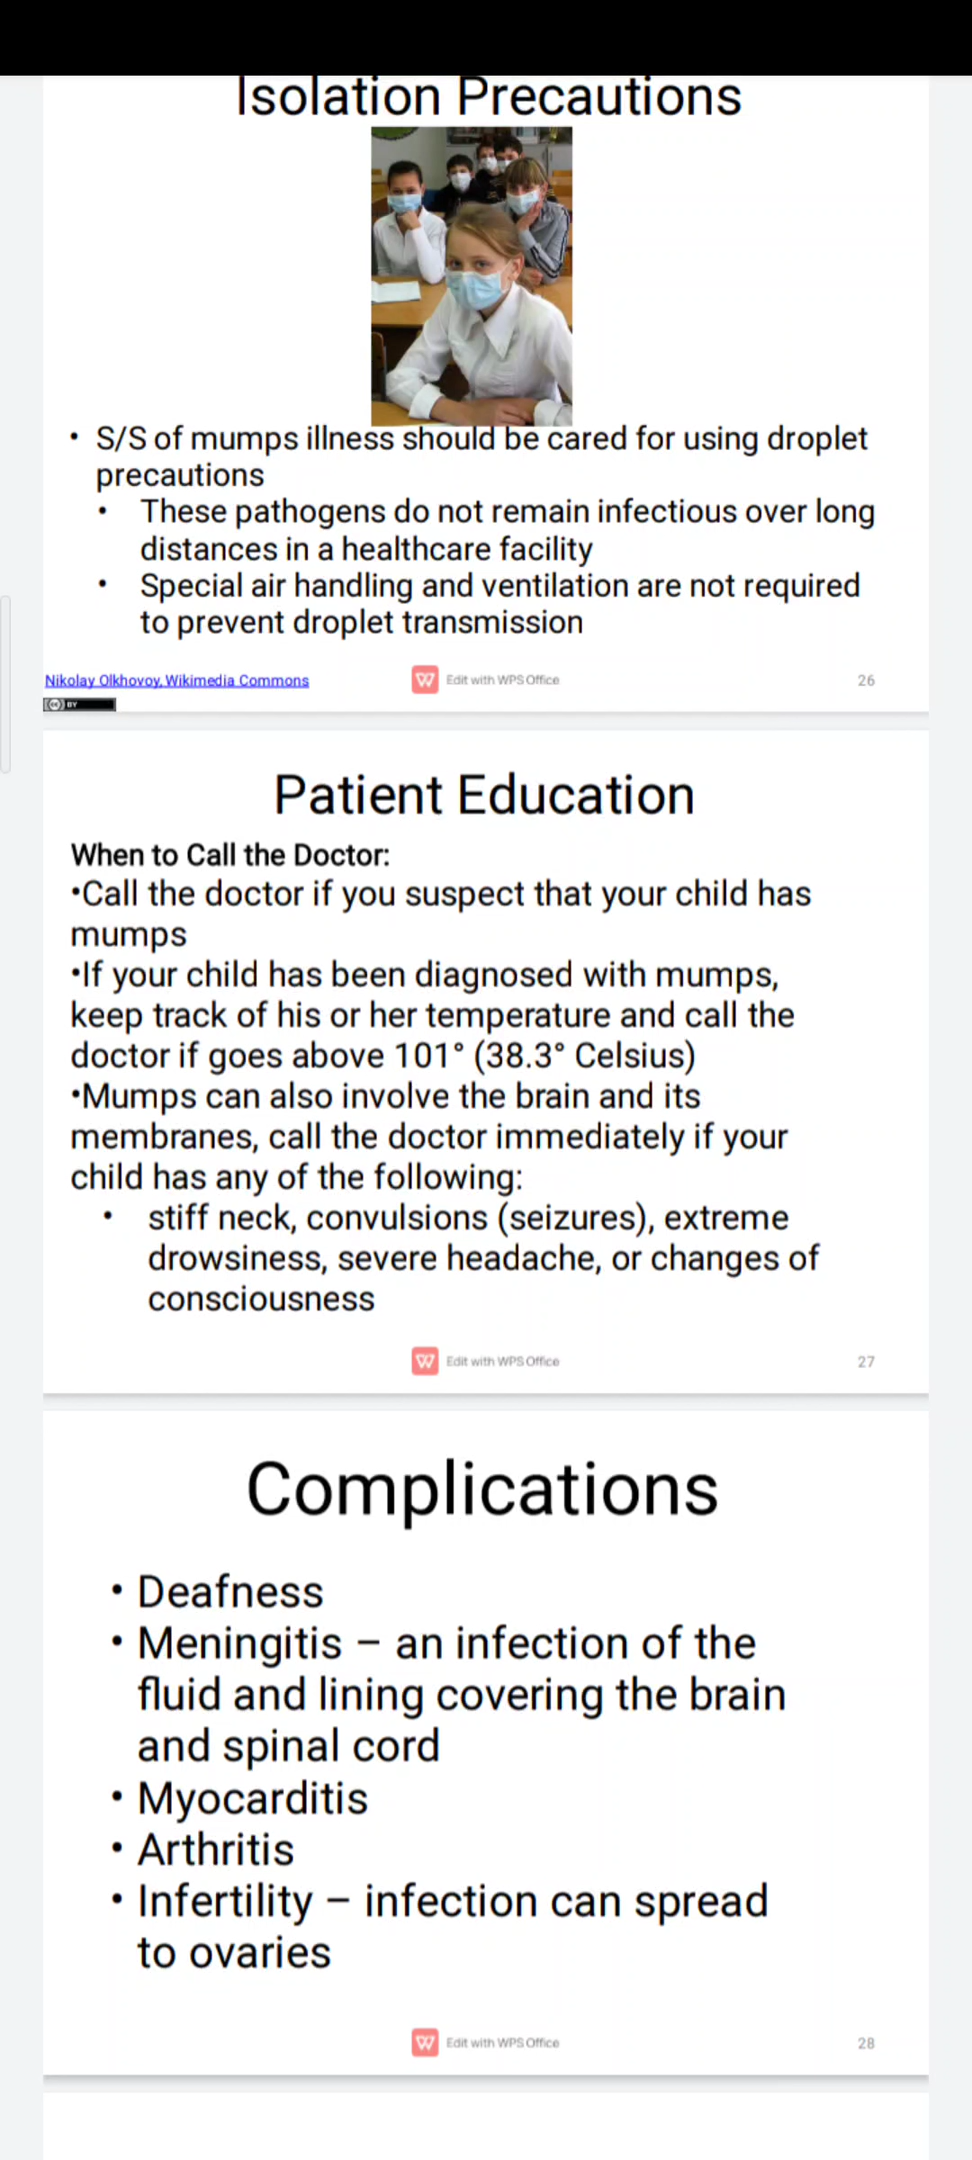 Isolation Precautions
• S/S of mumps illness should be cared for using droplet
precautions
• These pathogens do not remain infectious over long
distances in a healthcare facility
• Special air handling and ventilation are not required
to prevent droplet transmission
Nikolay Olkhovoy, Wikimedia Commons
Edit with WPS Office
26
cc BY
Patient Education
When to Call the Doctor:
•Call the doctor if you suspect that your child has
mumps
•If your child has been diagnosed with mumps,
keep track of his or her temperature and call the
doctor if goes above 101° (38.3° Celsius)
•Mumps can also involve the brain and its
membranes, call the doctor immediately if your
child has any of the following:
• stiff neck, convulsions (seizures), extreme
drowsiness, severe headache, or changes of
consciousness
Edit with WPS Office
27
Complications
• Deafness
• Meningitis – an infection of the
fluid and lining covering the brain
and spinal cord
• Myocarditis
• Arthritis
• Infertility – infection can spread
to ovaries
Edit with WPS Office
28